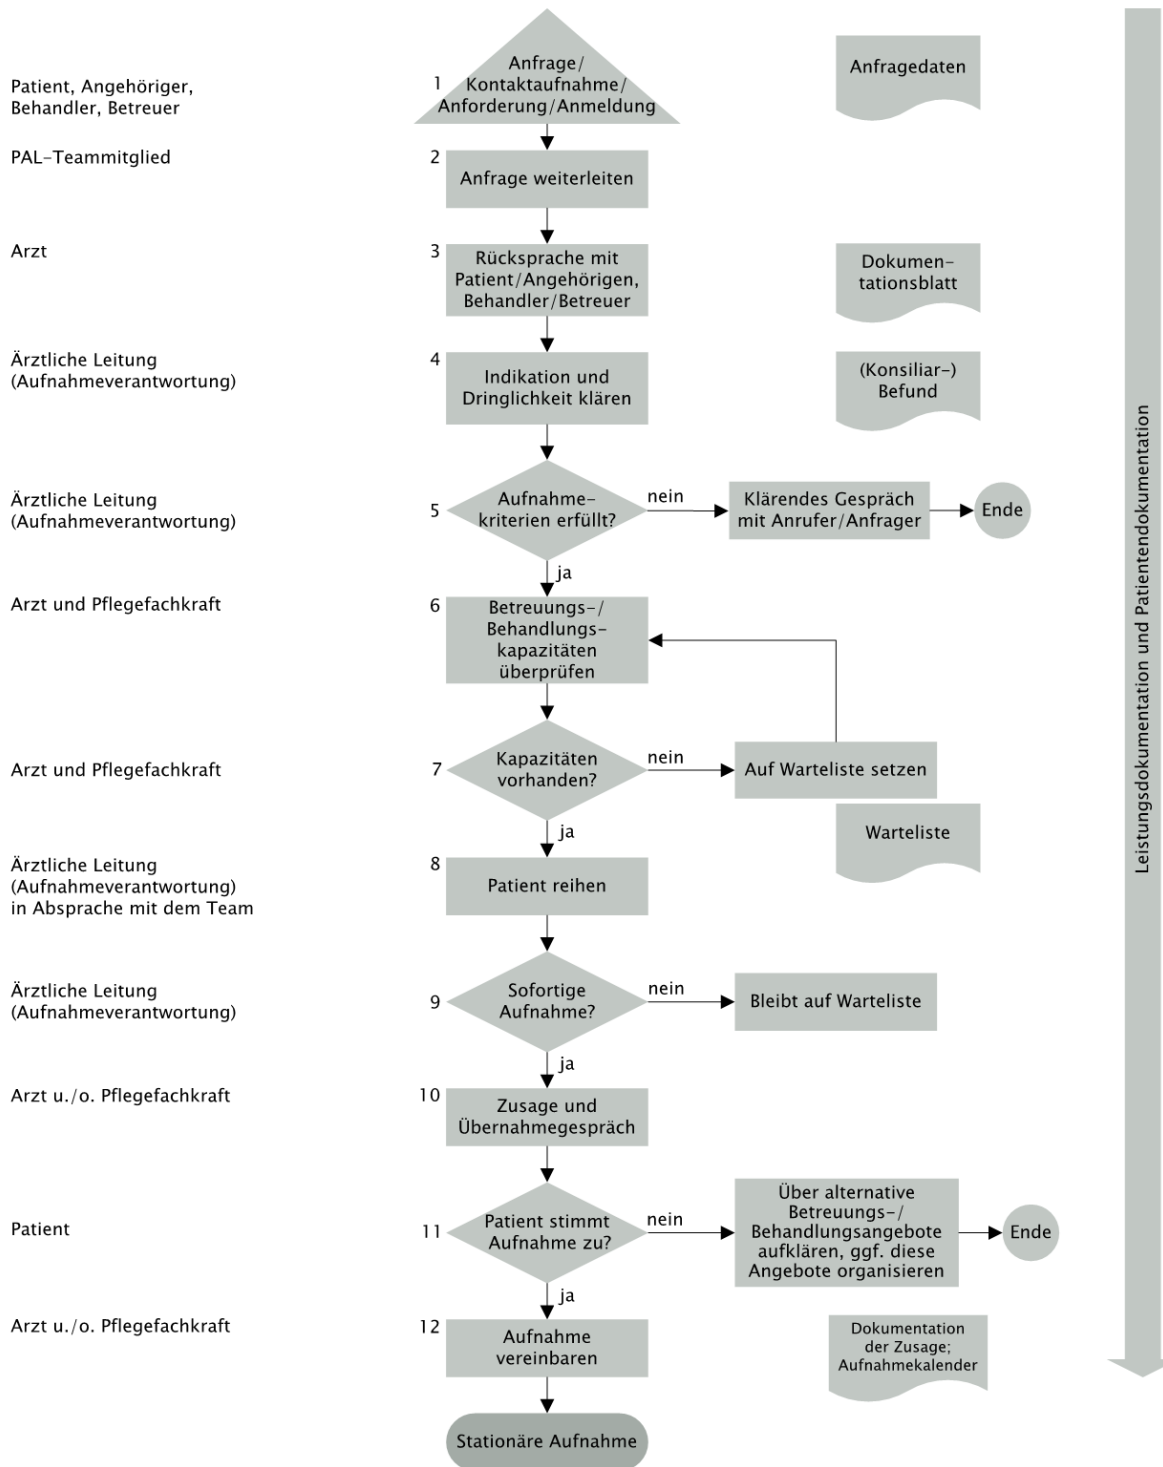 Patient, Angehöriger,
Behandler, Betreuer
1
Anfrage/
Kontaktaufnahme/
Anforderung/Anmeldung
Anfragedaten
PAL-Teammitglied
2
Anfrage weiterleiten
Arzt
3
Rücksprache mit
Patient/Angehörigen,
Behandler/Betreuer
Dokumen-
tationsblatt
Ärztliche Leitung
(Aufnahmeverantwortung)
4
Indikation und
Dringlichkeit klären
(Konsiliar-)
Befund
Ärztliche Leitung
(Aufnahmeverantwortung)
5
Aufnahme-
kriterien erfüllt?
nein
Klärendes Gespräch
mit Anrufer/Anfrager
Ende
ja
Arzt und Pflegefachkraft
6
Betreuungs-/
Behandlungs-
kapazitäten
überprüfen
Arzt und Pflegefachkraft
7
Kapazitäten
vorhanden?
nein
Auf Warteliste setzen
Warteliste
ja
Ärztliche Leitung
(Aufnahmeverantwortung)
in Absprache mit dem Team
8
Patient reihen
Ärztliche Leitung
(Aufnahmeverantwortung)
9
Sofortige
Aufnahme?
nein
Bleibt auf Warteliste
ja
Arzt u./o. Pflegefachkraft
10
Zusage und
Übernahmegespräch
Patient
11
Patient stimmt
Aufnahme zu?
nein
Über alternative
Betreuungs-/
Behandlungsangebote
aufklären, ggf. diese
Angebote organisieren
Ende
ja
Arzt u./o. Pflegefachkraft
12
Aufnahme
vereinbaren
Dokumentation
der Zusage;
Aufnahmekalender
Stationäre Aufnahme
Leistungsdokumentation und Patientendokumentation